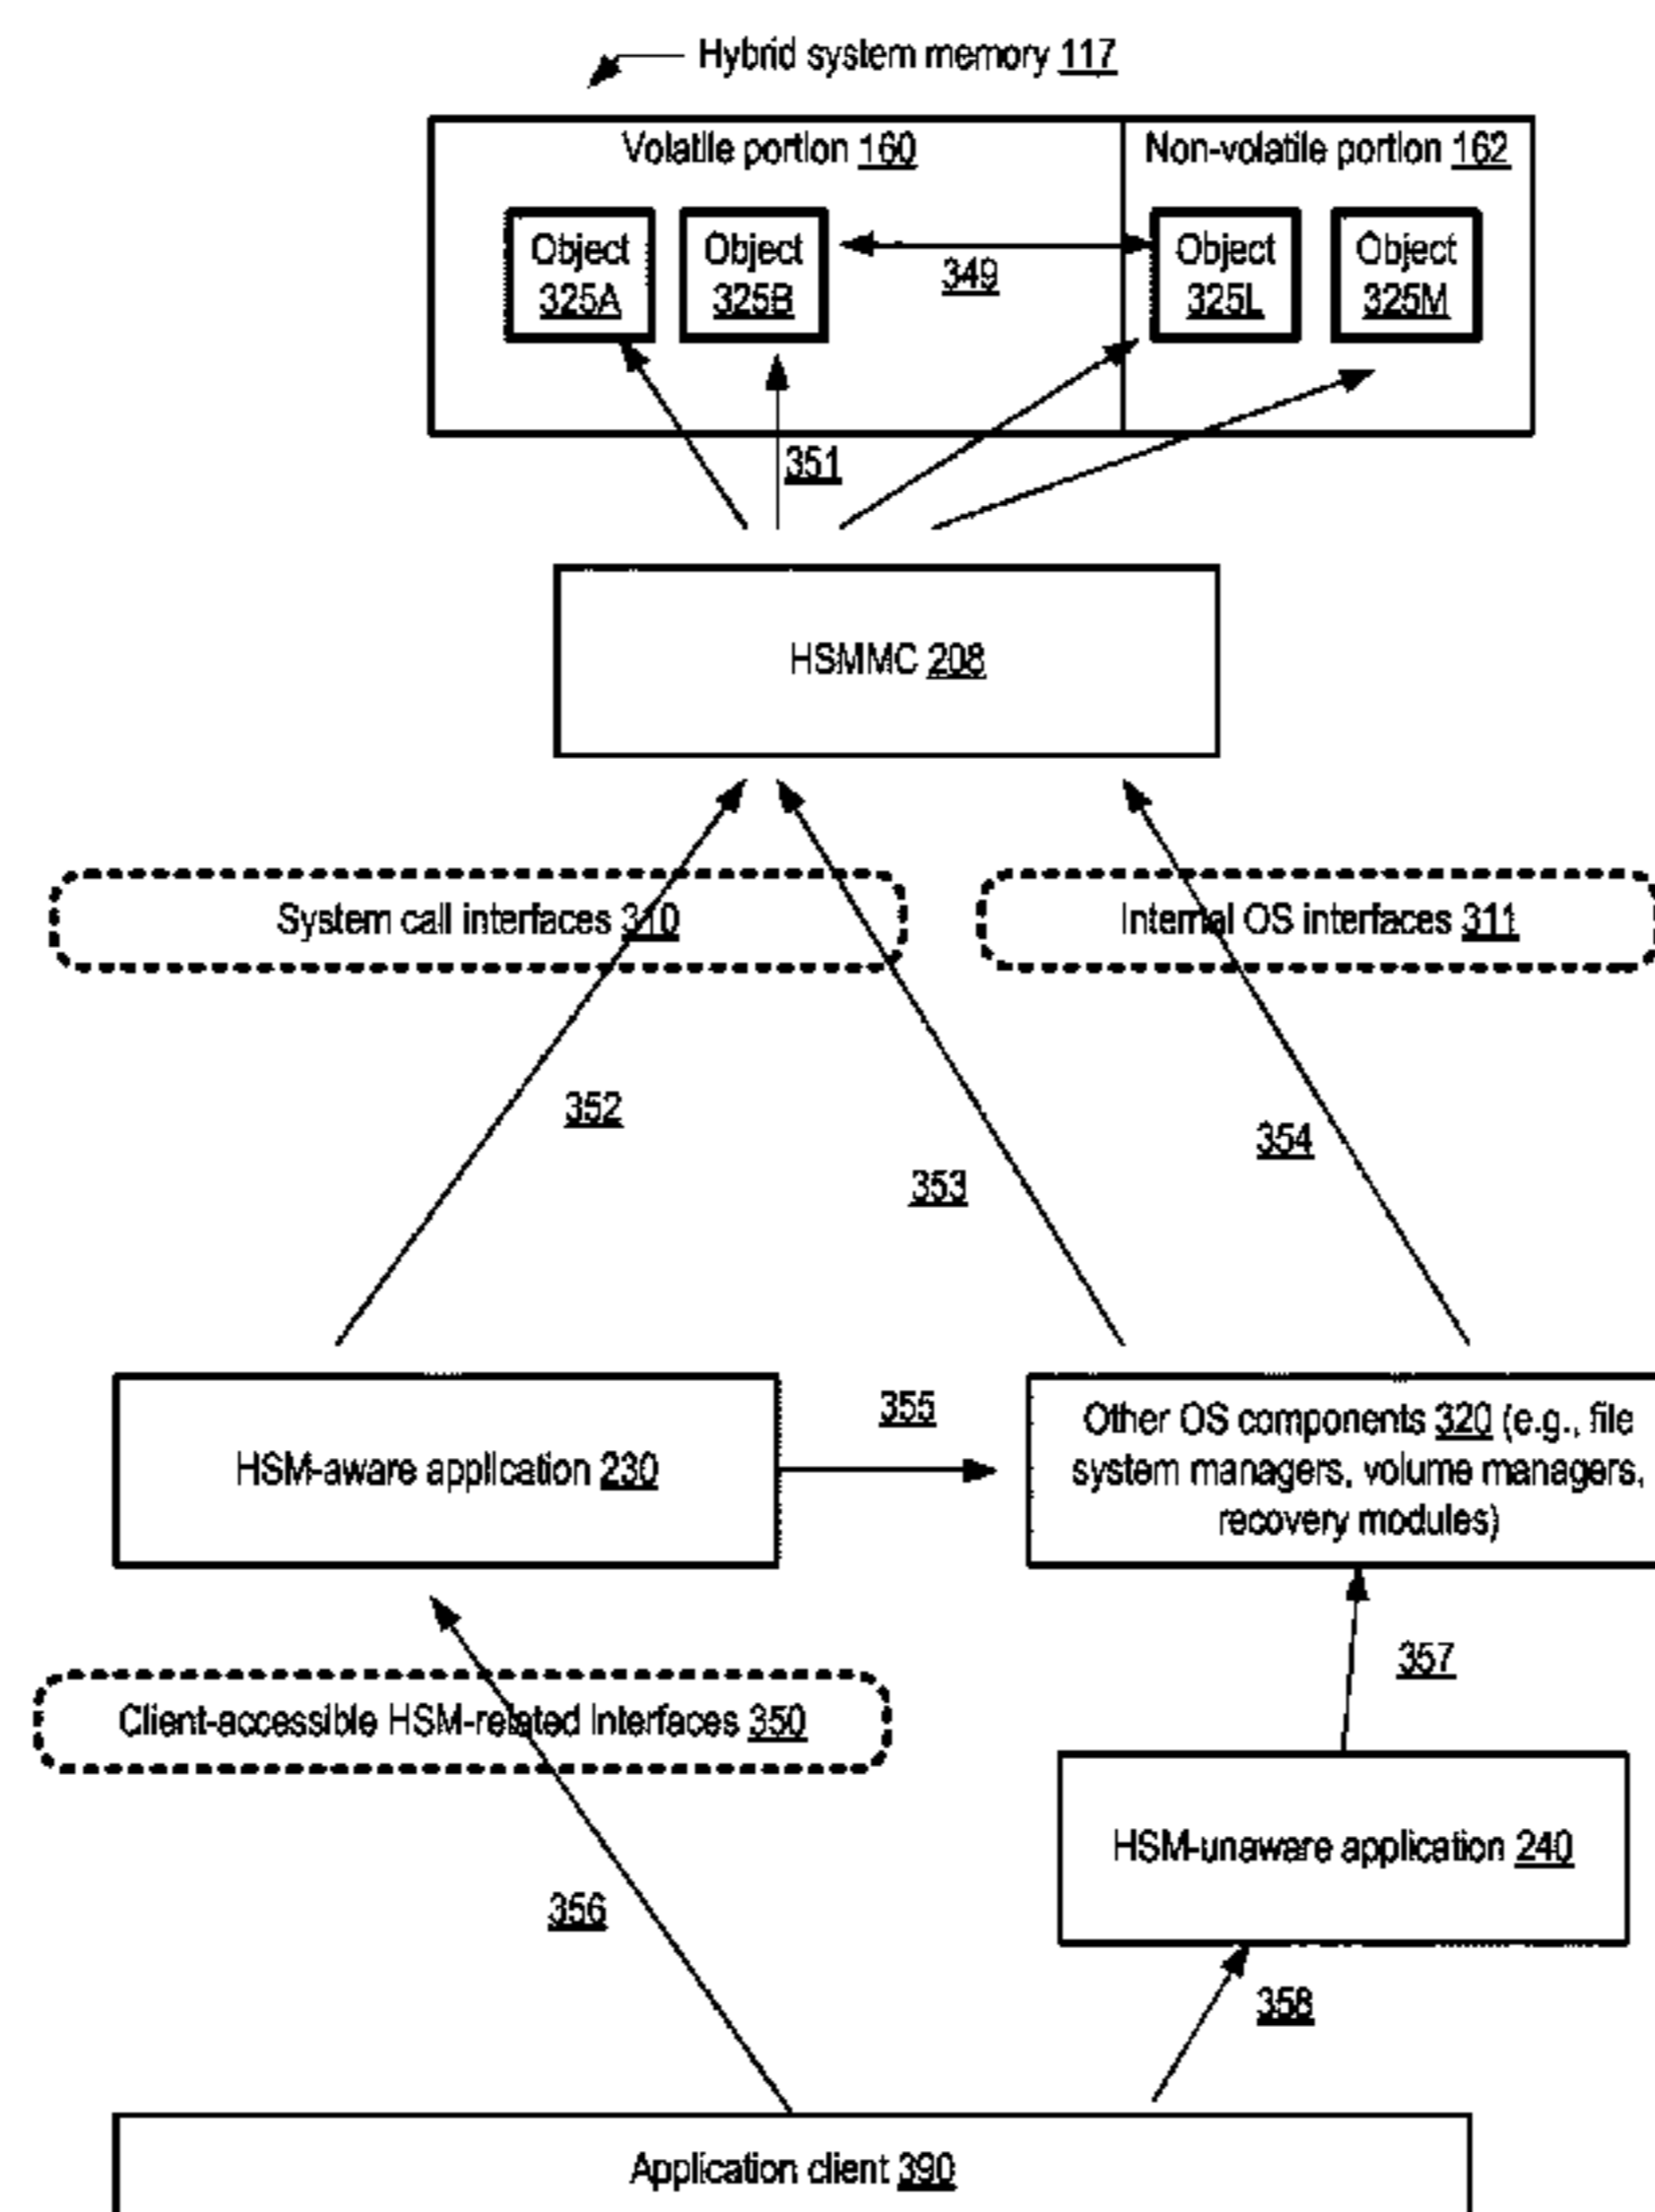 Hybrid system memory 117
Volatile portion 160
Non-volatile portion 162
Object
325A
Object
325B
349
Object
325L
Object
325M
351
HSMMC 208
System call interfaces 310
Internal OS interfaces 311
352
353
354
HSM-aware application 230
355
Other OS components 320 (e.g., file
system managers, volume managers,
recovery modules)
357
Client-accessible HSM-related Interfaces 350
HSM-unaware application 240
356
358
Application client 390